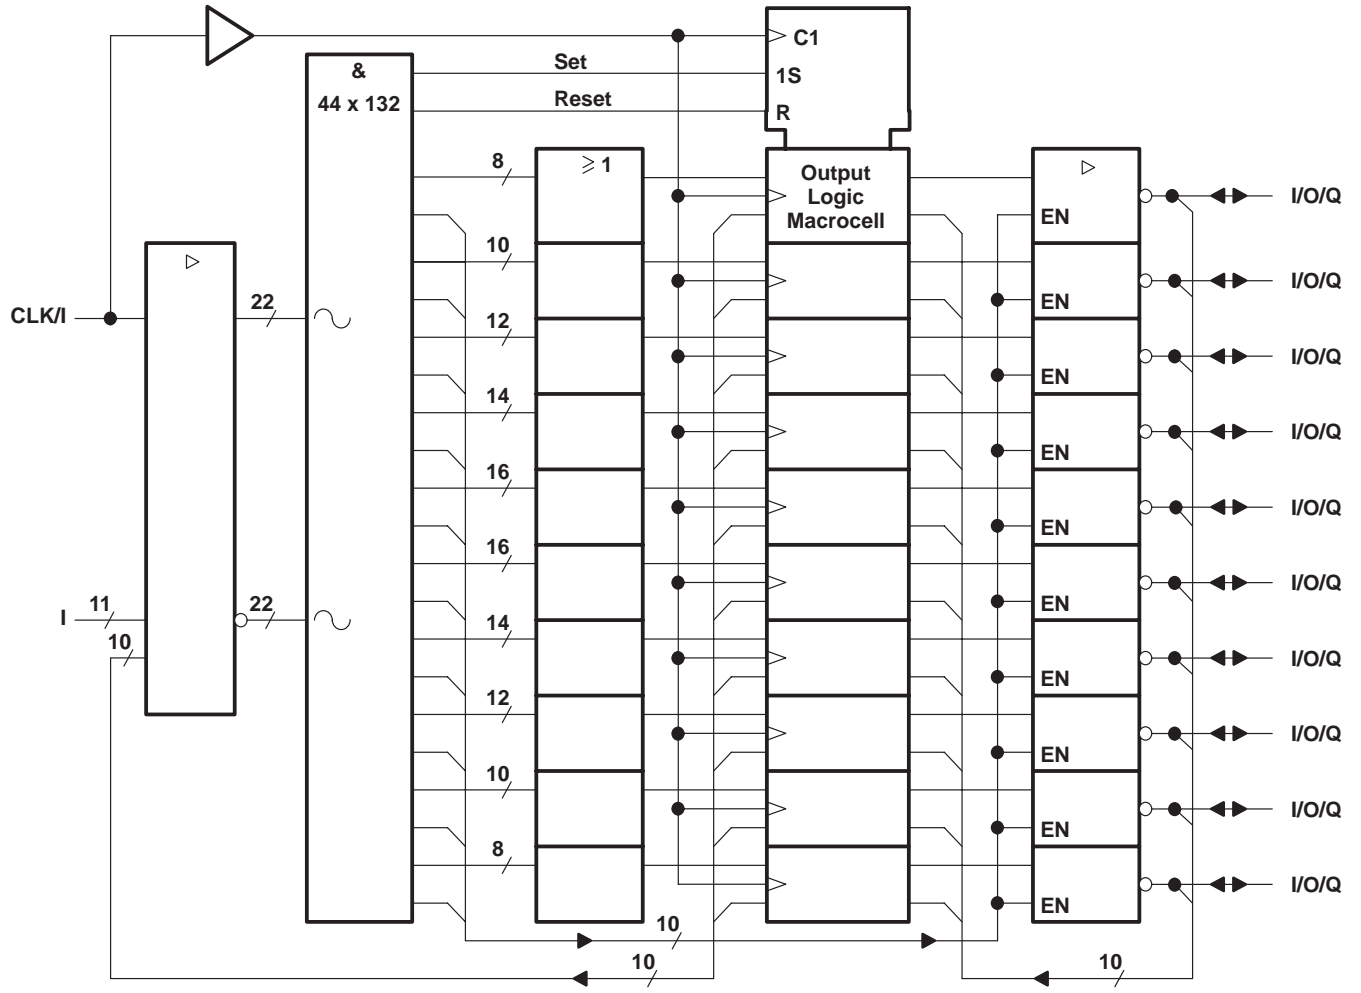 C1
&
Set
1S
44 x 132
Reset
R
8
≥ 1
Output
Logic
Macrocell
I/O/Q
EN
10
I/O/Q
EN
CLK/I
22
12
I/O/Q
EN
14
I/O/Q
EN
16
I/O/Q
EN
16
I/O/Q
EN
I
11
22
10
14
I/O/Q
EN
12
I/O/Q
EN
10
I/O/Q
EN
8
I/O/Q
EN
10
10
10